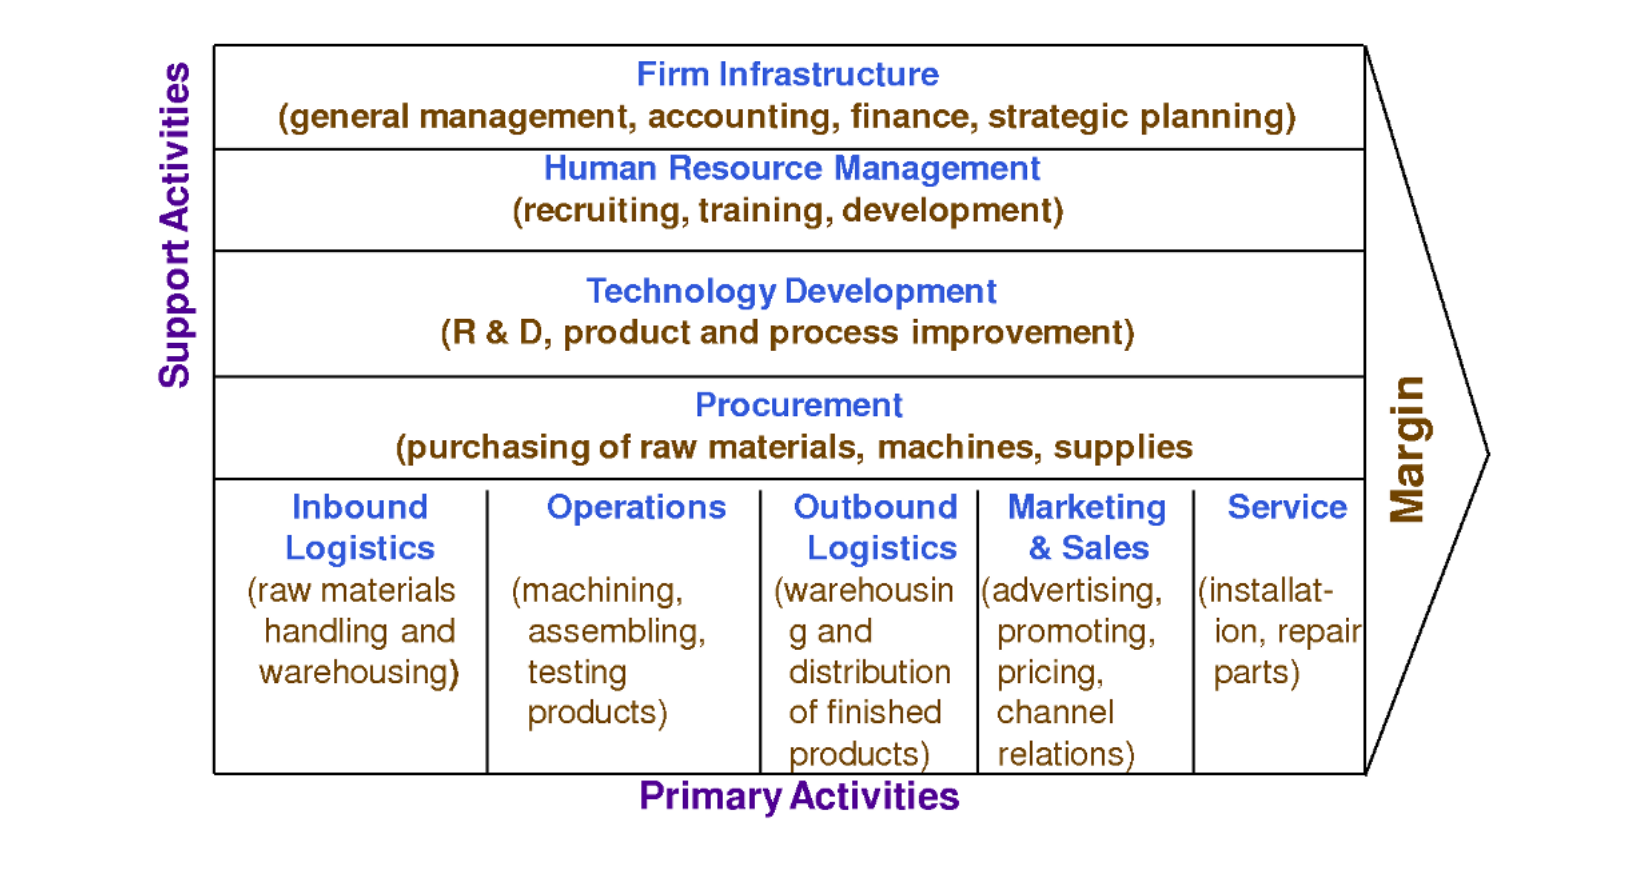 Support Activities
Firm Infrastructure
(general management, accounting, finance, strategic planning)
Human Resource Management
(recruiting, training, development)
Technology Development
(R & D, product and process improvement)
Procurement
(purchasing of raw materials, machines, supplies
Inbound
Logistics
(raw materials
handling and
warehousing)
Operations
(machining,
assembling,
testing
products)
Outbound
Logistics
(warehousin
g and
distribution
of finished
products)
Marketing
& Sales
(advertising,
promoting,
pricing,
channel
relations)
Service
(installat-
ion, repair
parts)
Margin
Primary Activities